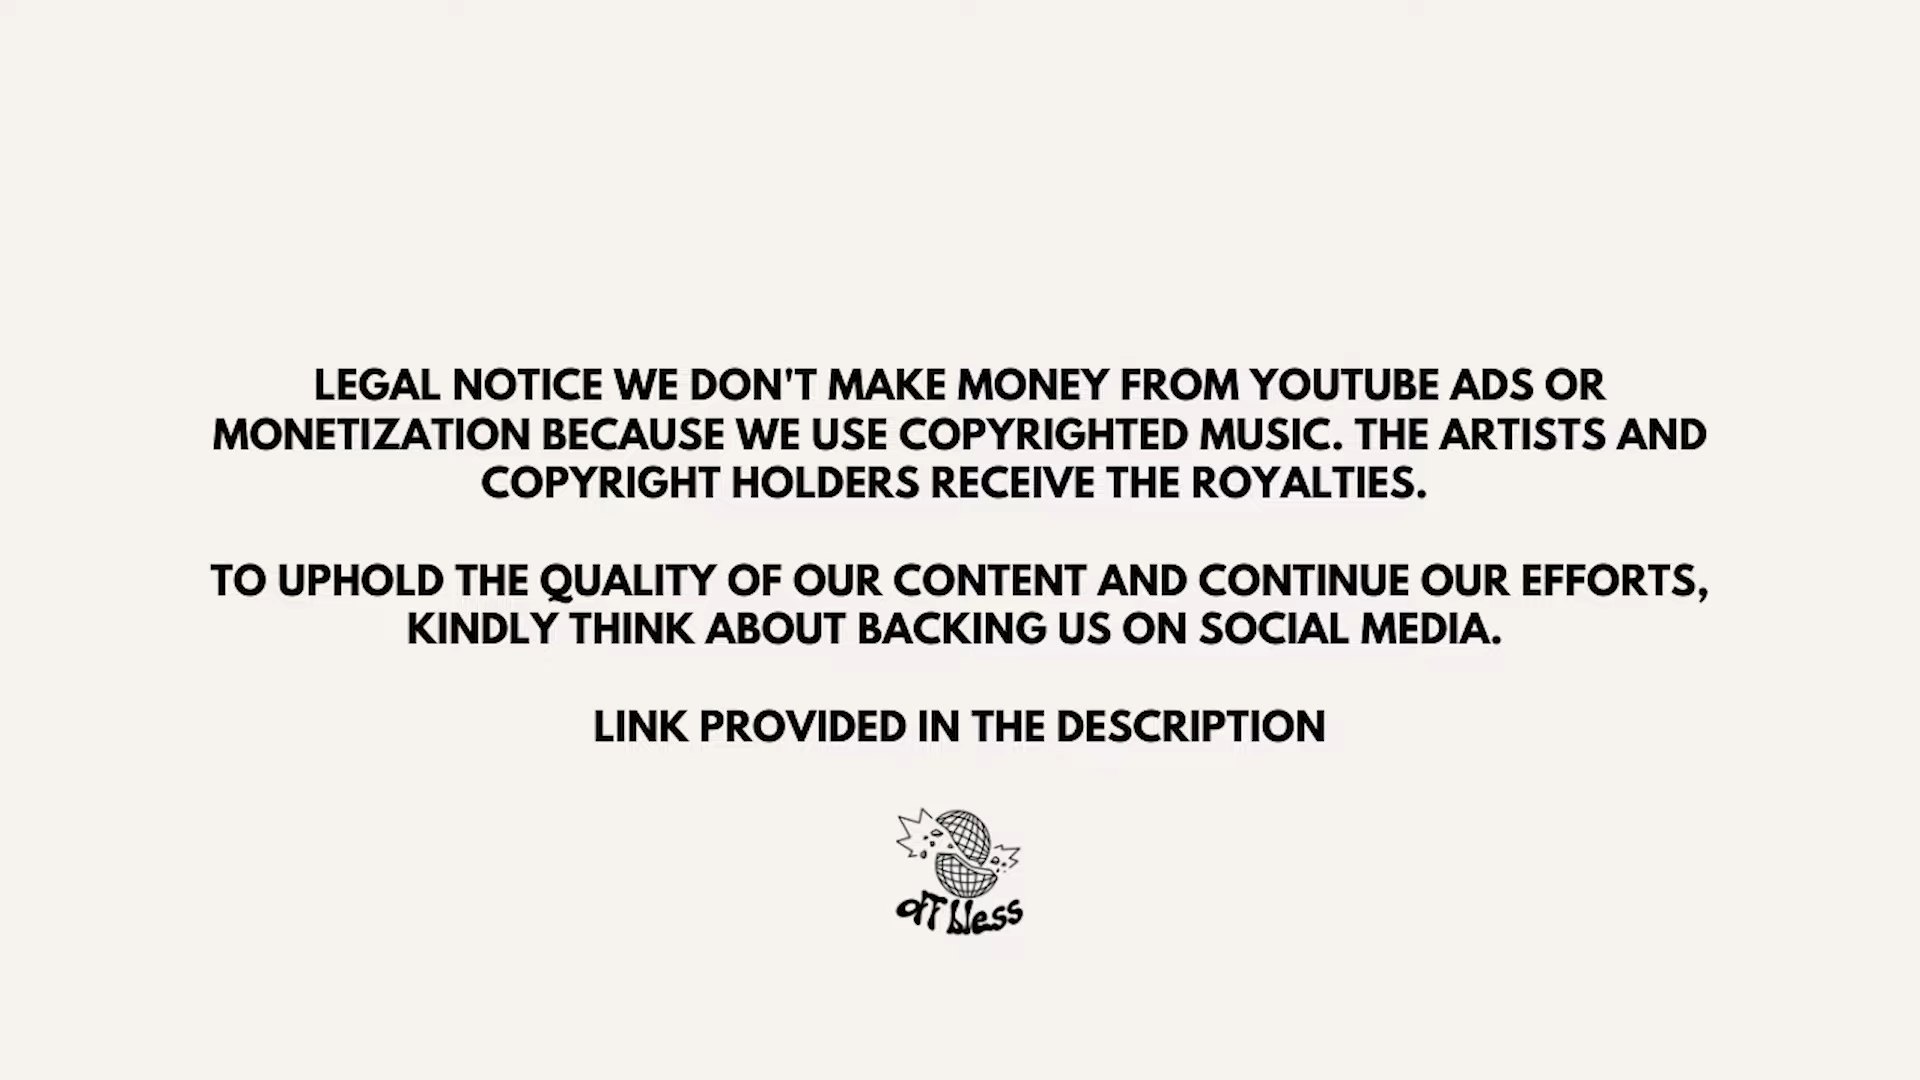 LEGAL NOTICE WE DON'T MAKE MONEY FROM YOUTUBE ADS OR
MONETIZATION BECAUSE WE USE COPYRIGHTED MUSIC. THE ARTISTS AND
COPYRIGHT HOLDERS RECEIVE THE ROYALTIES.
TO UPHOLD THE QUALITY OF OUR CONTENT AND CONTINUE OUR EFFORTS,
KINDLY THINK ABOUT BACKING US ON SOCIAL MEDIA.
LINK PROVIDED IN THE DESCRIPTION
off bless